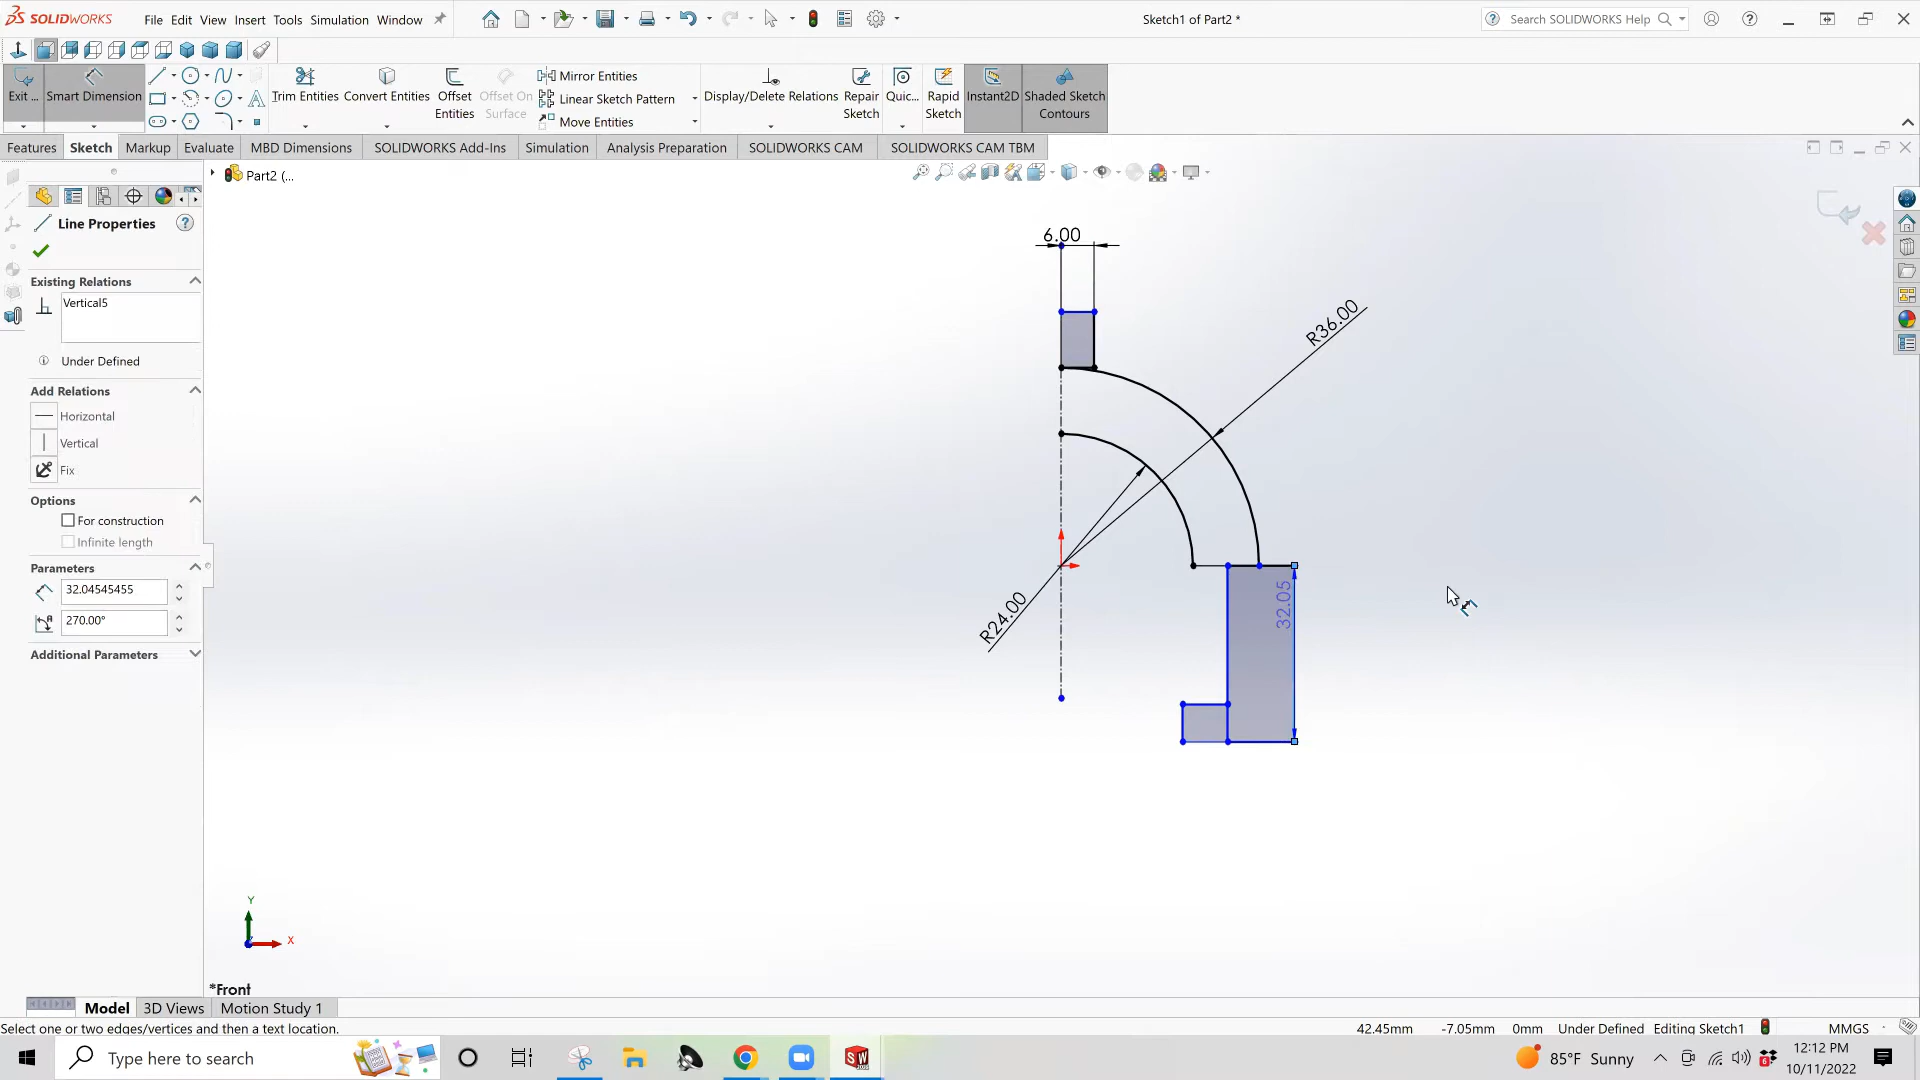 SOLIDWORKS
File Edit View Insert Tools Simulation Window
Sketch1 of Part2 *
Search SOLIDWORKS Help
Exit ...
Smart Dimension
Trim Entities
Convert Entities
Offset Entities
Offset On Surface
Mirror Entities
Linear Sketch Pattern
Move Entities
Display/Delete Relations
Repair Sketch
Quic...
Rapid Sketch
Instant2D
Shaded Sketch Contours
Features Sketch Markup Evaluate MBD Dimensions SOLIDWORKS Add-Ins Simulation Analysis Preparation SOLIDWORKS CAM SOLIDWORKS CAM TBM
Part2 (...
Line Properties
Existing Relations
Vertical5
Under Defined
Add Relations
Horizontal
Vertical
Fix
Options
For construction
Infinite length
Parameters
32.04545455
270.00°
Additional Parameters
6.00
R36.00
R24.00
32.05
Y
X
*Front
Model 3D Views Motion Study 1
Select one or two edges/vertices and then a text location.
42.45mm -7.05mm 0mm Under Defined Editing Sketch1 MMGS
Type here to search
85°F Sunny
12:12 PM
10/11/2022